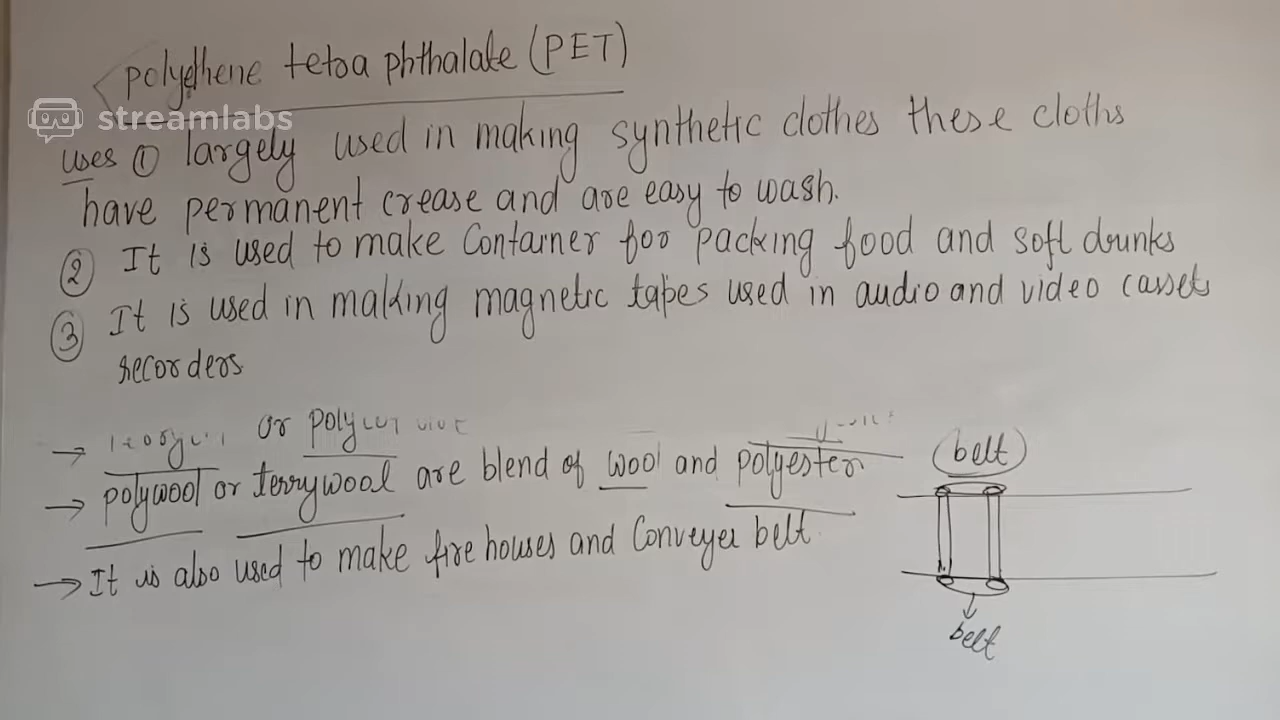 polyethene tetra phthalate (PET)
streamlabs
uses ① largely used in making synthetic clothes these cloths
have permanent crease and are easy to wash.
② It is used to make Container for packing food and soft drunks
③ It is used in making magnetic tapes used in audio and video cassets
recorders
→ or
→ polywool or terrywool are blend of wool and polyester
→ It is also used to make fire houses and Conveyer belt
belt
belt